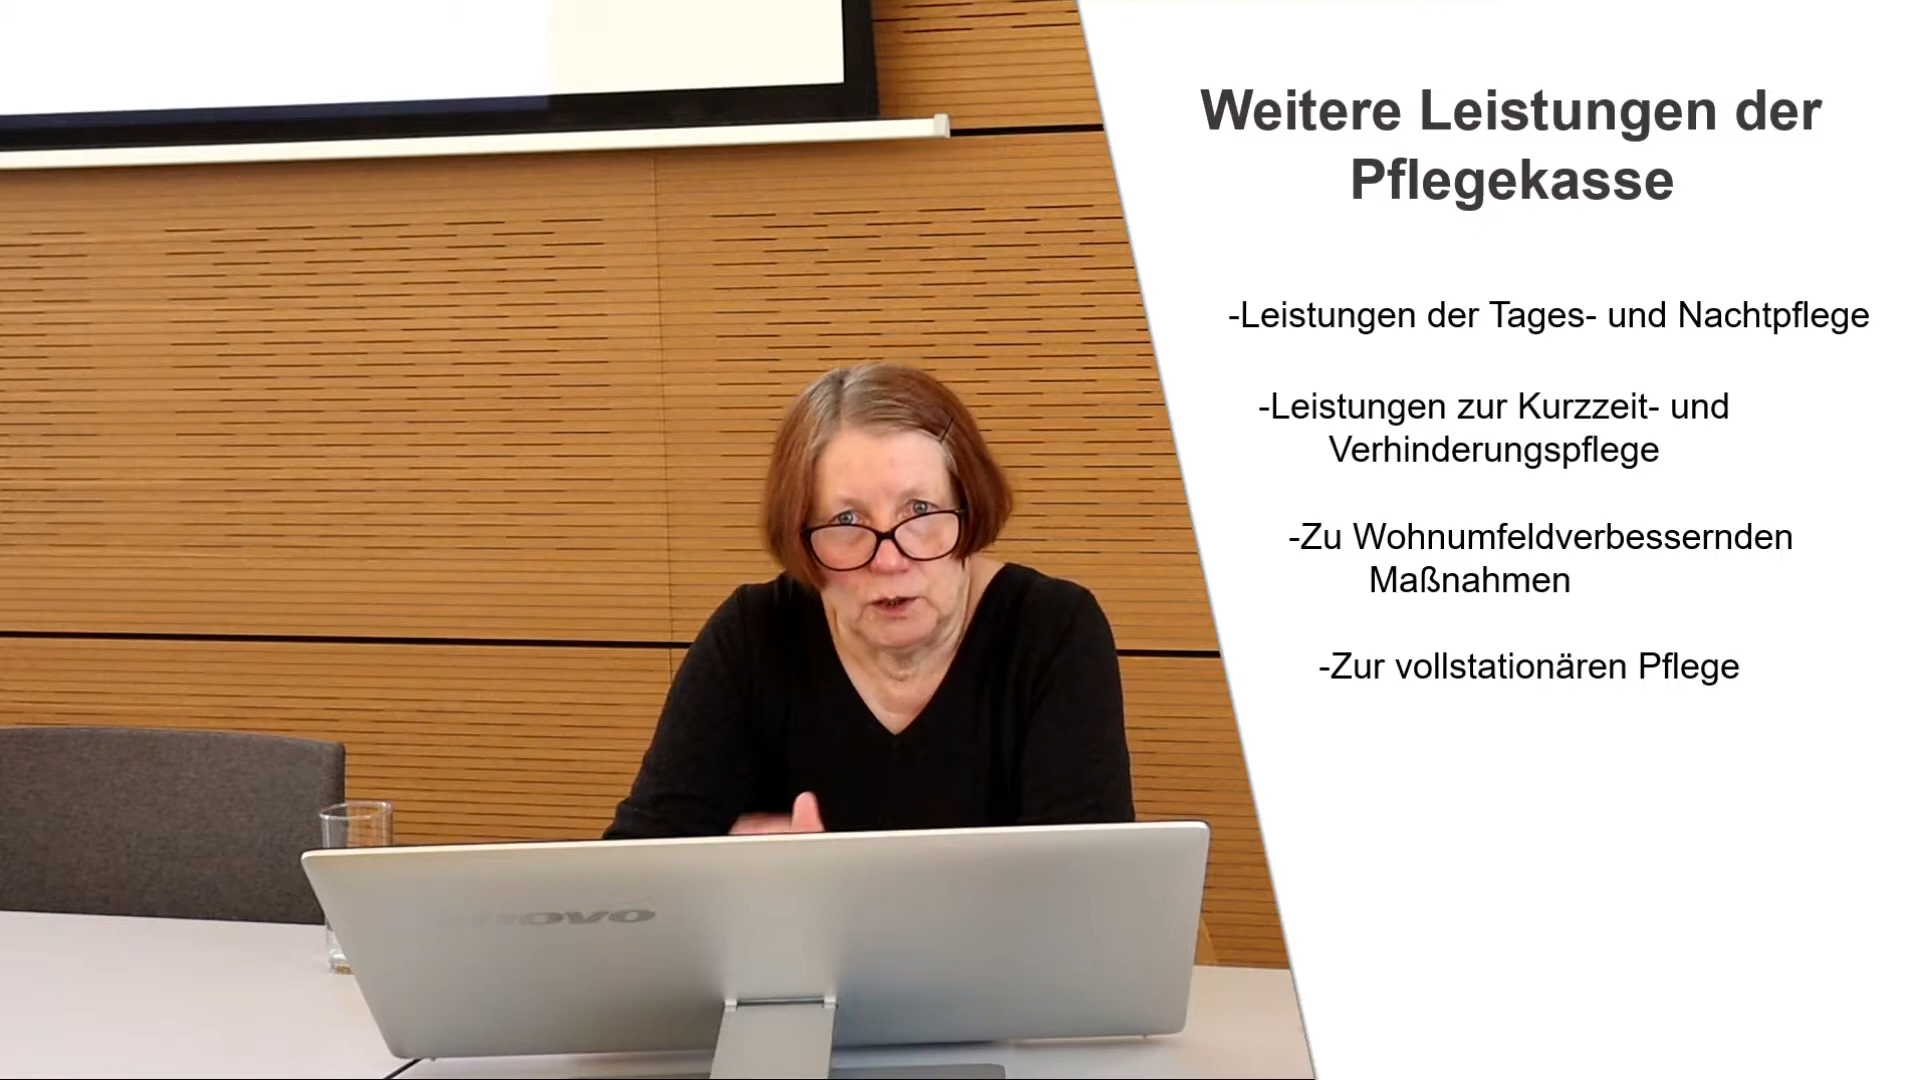 Weitere Leistungen der
Pflegekasse
-Leistungen der Tages- und Nachtpflege
-Leistungen zur Kurzzeit- und
Verhinderungspflege
-Zu Wohnumfeldverbessernden
Maßnahmen
-Zur vollstationären Pflege